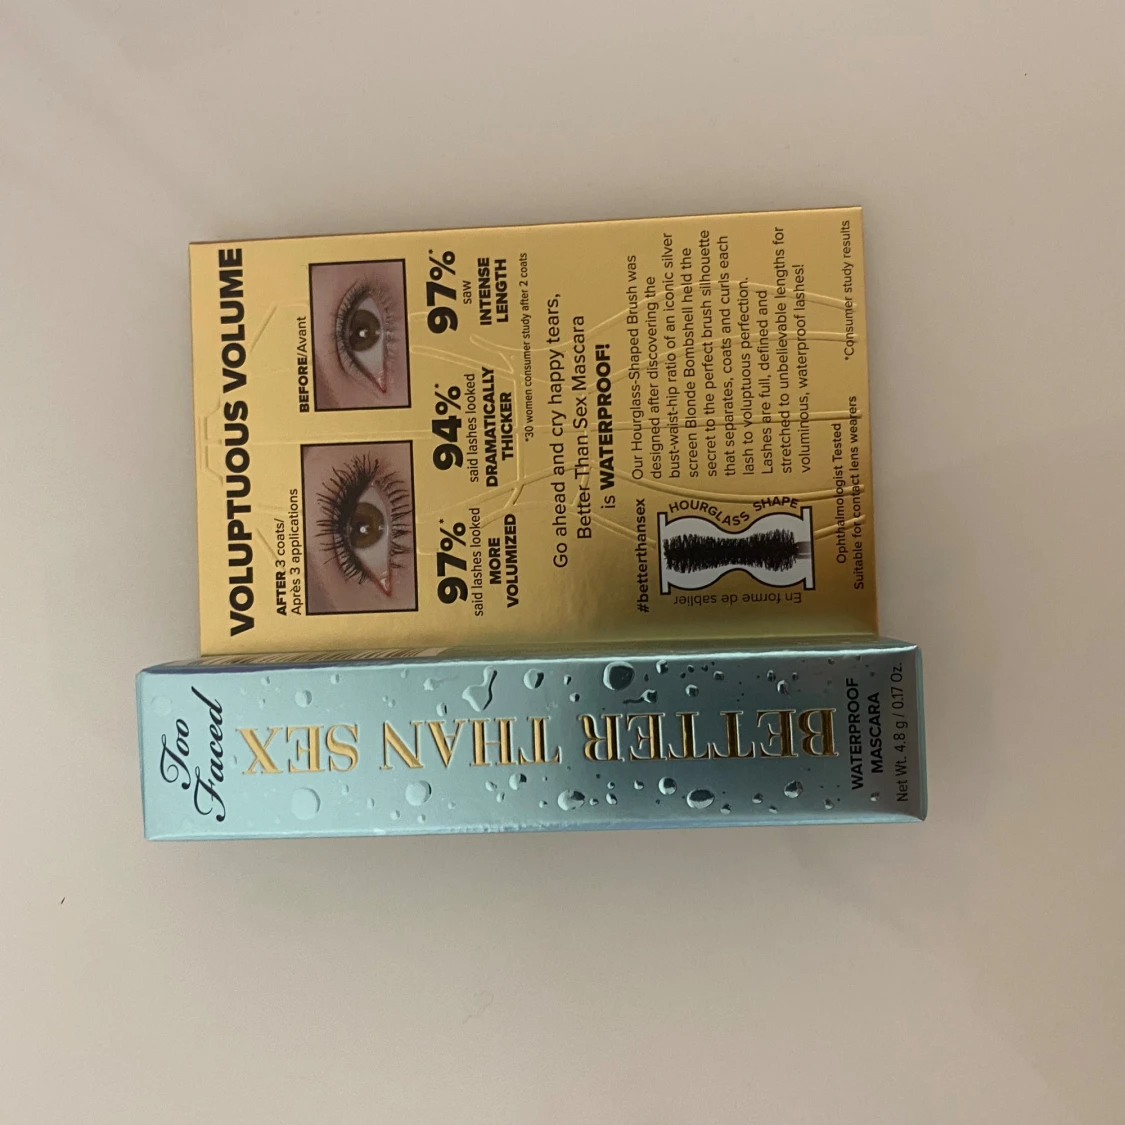 Too
Faced
BETTER THAN SEX
WATERPROOF
MASCARA
Net Wt. 4.8 g / 0.17 Oz.
VOLUPTUOUS VOLUME
AFTER 3 coats/
Après 3 applications
BEFORE/Avant
97%*
said lashes looked
MORE
VOLUMIZED
94%*
said lashes looked
DRAMATICALLY
THICKER
97%*
saw
INTENSE
LENGTH
*30 women consumer study after 2 coats
Go ahead and cry happy tears,
Better Than Sex Mascara
is WATERPROOF!
#betterthansex
HOURGLASS SHAPE
En forme de sablier
Our Hourglass-Shaped Brush was
designed after discovering the
bust-waist-hip ratio of an iconic silver
screen Blonde Bombshell held the
secret to the perfect brush silhouette
that separates, coats and curls each
lash to voluptuous perfection.
Lashes are full, defined and
stretched to unbelievable lengths for
voluminous, waterproof lashes!
Ophthalmologist Tested
Suitable for contact lens wearers
*Consumer study results